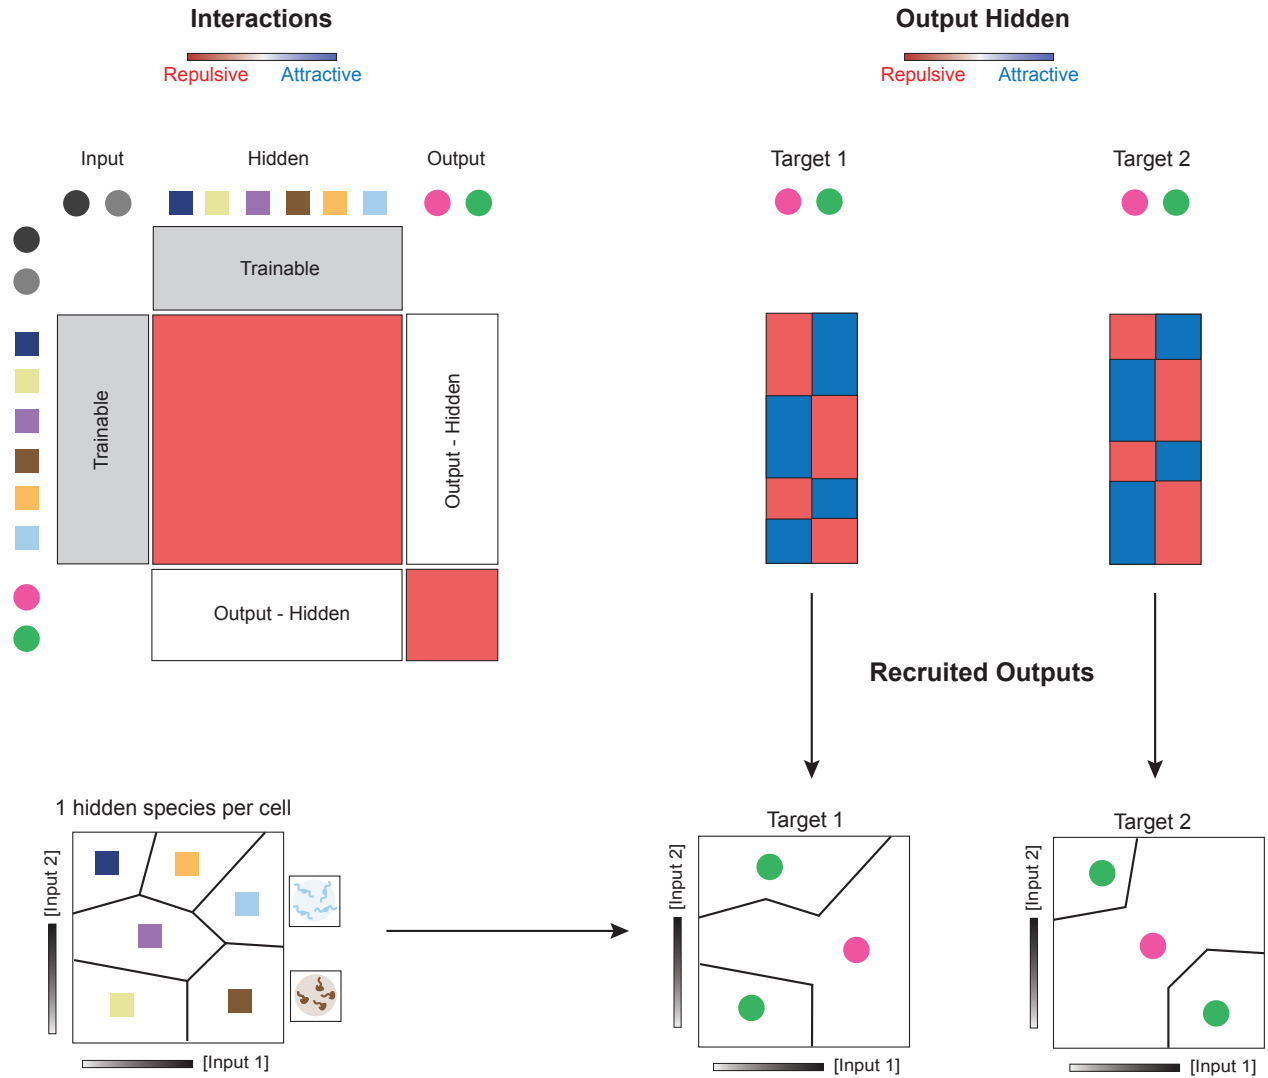 Interactions
Repulsive Attractive
Input Hidden Output
Trainable
Trainable
Output - Hidden
Output - Hidden
Output Hidden
Repulsive Attractive
Target 1
Target 2
Recruited Outputs
1 hidden species per cell
[Input 2]
[Input 1]
Target 1
[Input 2]
[Input 1]
Target 2
[Input 2]
[Input 1]